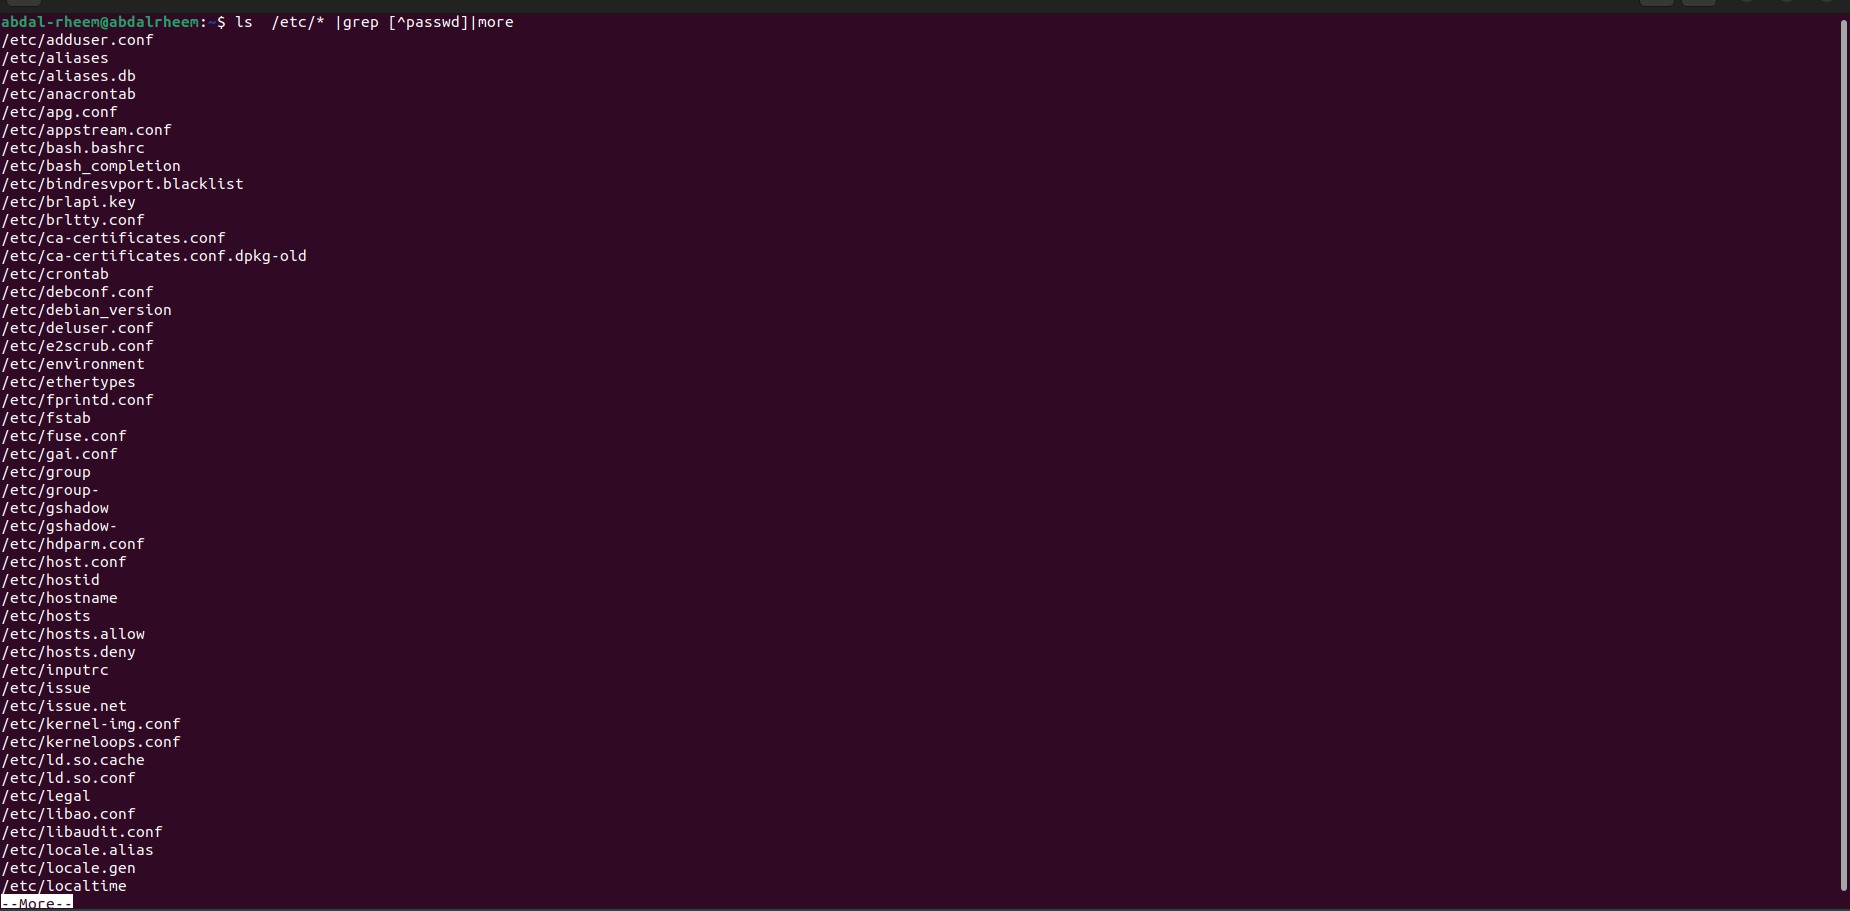 abdal-rheem@abdalrheem:~$ ls  /etc/* |grep [^passwd]|more
/etc/adduser.conf
/etc/aliases
/etc/aliases.db
/etc/anacrontab
/etc/apg.conf
/etc/appstream.conf
/etc/bash.bashrc
/etc/bash_completion
/etc/bindresvport.blacklist
/etc/brlapi.key
/etc/brltty.conf
/etc/ca-certificates.conf
/etc/ca-certificates.conf.dpkg-old
/etc/crontab
/etc/debconf.conf
/etc/debian_version
/etc/deluser.conf
/etc/e2scrub.conf
/etc/environment
/etc/ethertypes
/etc/fprintd.conf
/etc/fstab
/etc/fuse.conf
/etc/gai.conf
/etc/group
/etc/group-
/etc/gshadow
/etc/gshadow-
/etc/hdparm.conf
/etc/host.conf
/etc/hostid
/etc/hostname
/etc/hosts
/etc/hosts.allow
/etc/hosts.deny
/etc/inputrc
/etc/issue
/etc/issue.net
/etc/kernel-img.conf
/etc/kerneloops.conf
/etc/ld.so.cache
/etc/ld.so.conf
/etc/legal
/etc/libao.conf
/etc/libaudit.conf
/etc/locale.alias
/etc/locale.gen
/etc/localtime
--More--